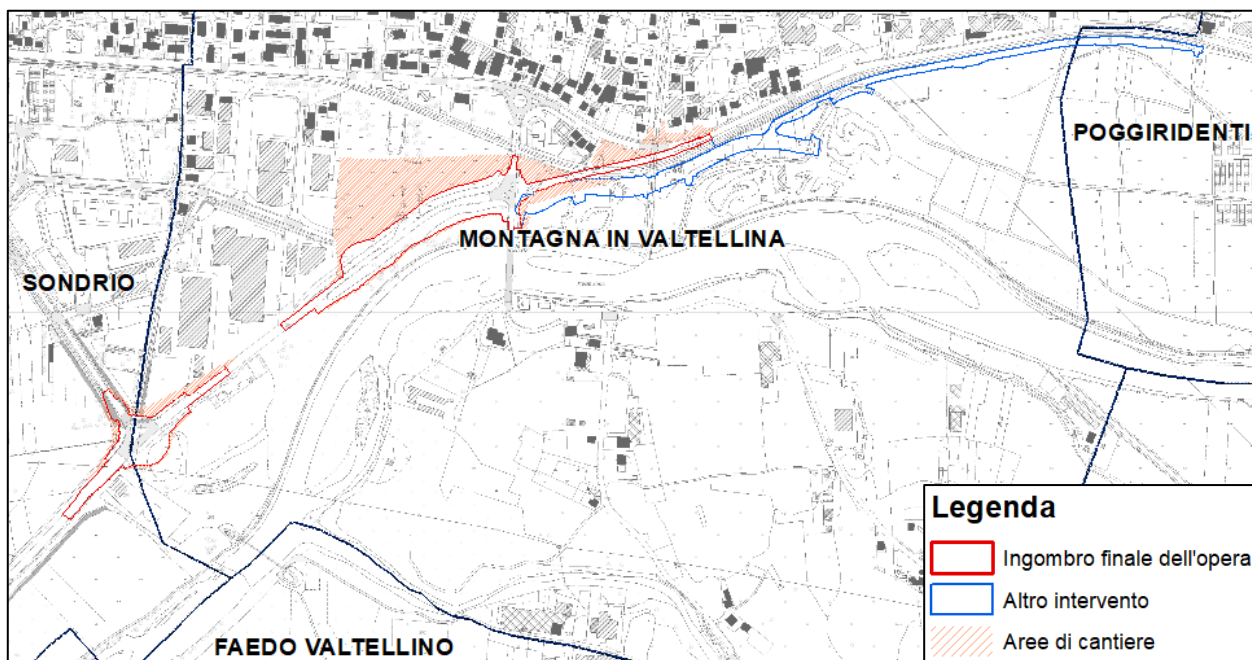 POGGIRIDENTI
MONTAGNA IN VALTELLINA
SONDRIO
FAEDO VALTELLINO
Legenda
Ingombro finale dell'opera
Altro intervento
Aree di cantiere